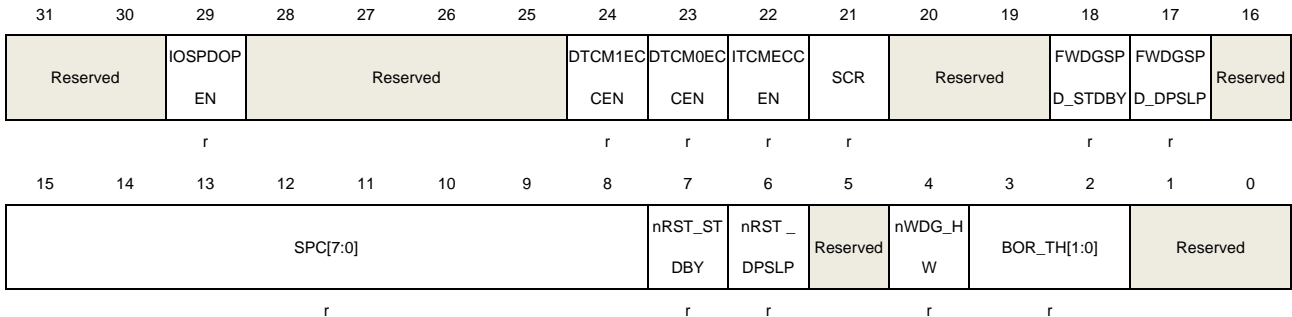 31 30 29 28 27 26 25 24 23 22 21 20 19 18 17 16
Reserved IOSPDOP EN Reserved DTCM1EC CEN DTCM0EC CEN ITCMECC EN SCR Reserved FWDGSP D_STDBY FWDGSP D_DPSLP Reserved
r r r r r r r
15 14 13 12 11 10 9 8 7 6 5 4 3 2 1 0
SPC[7:0] nRST_ST DBY nRST _ DPSLP Reserved nWDG_H W BOR_TH[1:0] Reserved
r r r r r